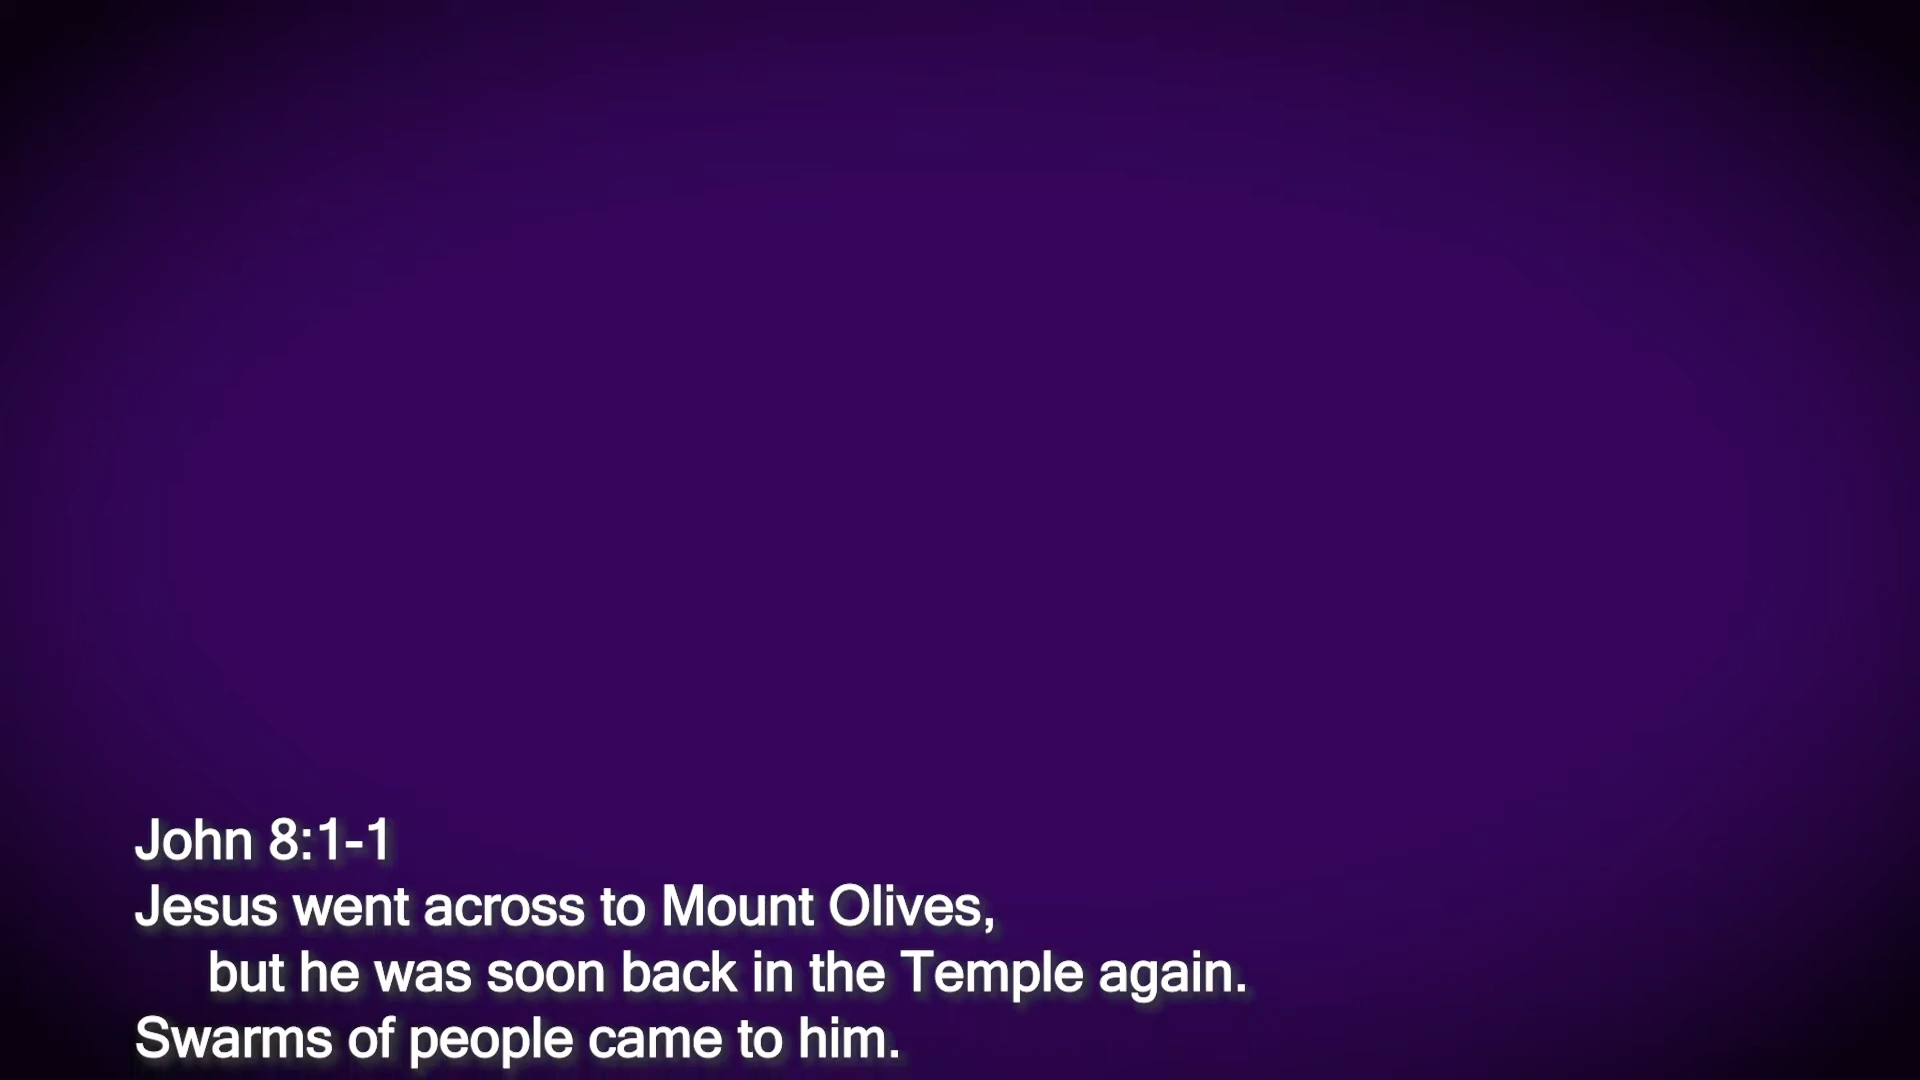 John 8:1-1
Jesus went across to Mount Olives,
but he was soon back in the Temple again.
Swarms of people came to him.